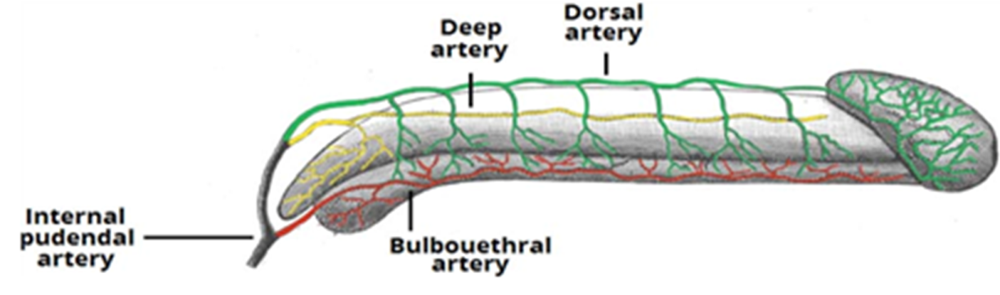 Deep
artery
Dorsal
artery
Internal
pudendal
artery
Bulbouethral
artery